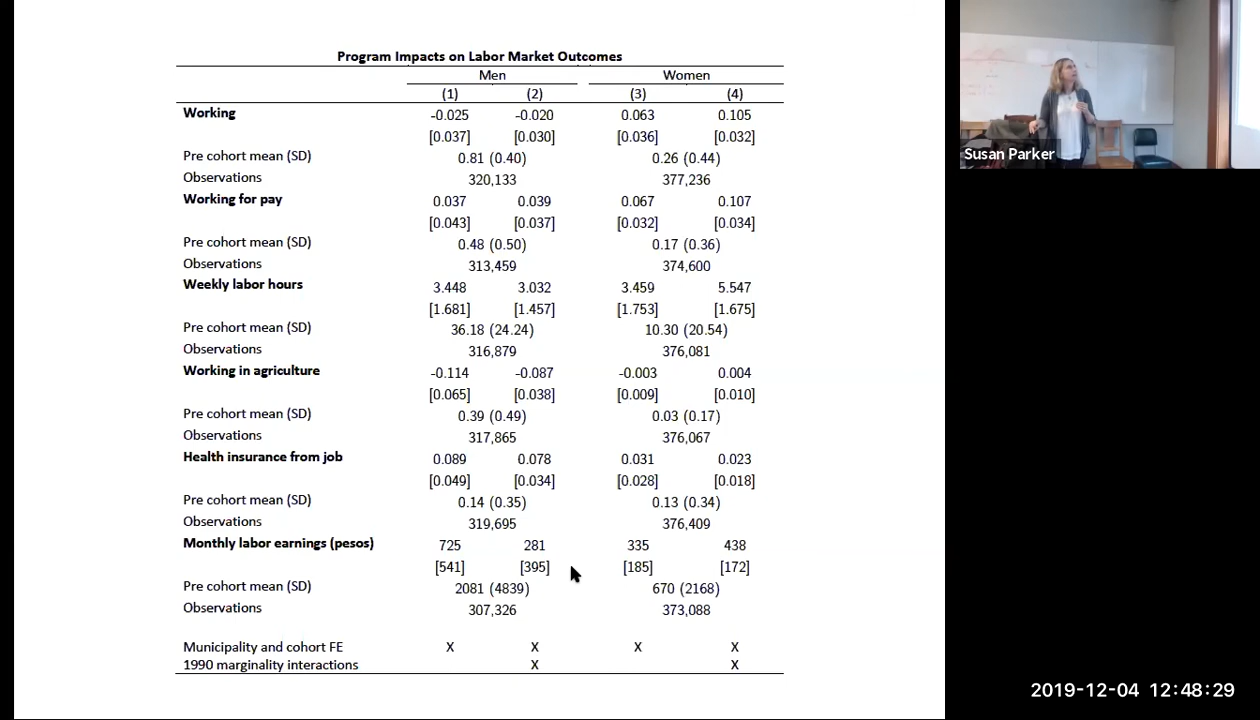 Program Impacts on Labor Market Outcomes
Men Women
(1) (2) (3) (4)
Working -0.025 -0.020 0.063 0.105
[0.037] [0.030] [0.036] [0.032]
Pre cohort mean (SD) 0.81 (0.40) 0.26 (0.44)
Observations 320,133 377,236
Working for pay 0.037 0.039 0.067 0.107
[0.043] [0.037] [0.032] [0.034]
Pre cohort mean (SD) 0.48 (0.50) 0.17 (0.36)
Observations 313,459 374,600
Weekly labor hours 3.448 3.032 3.459 5.547
[1.681] [1.457] [1.753] [1.675]
Pre cohort mean (SD) 36.18 (24.24) 10.30 (20.54)
Observations 316,879 376,081
Working in agriculture -0.114 -0.087 -0.003 0.004
[0.065] [0.038] [0.009] [0.010]
Pre cohort mean (SD) 0.39 (0.49) 0.03 (0.17)
Observations 317,865 376,067
Health insurance from job 0.089 0.078 0.031 0.023
[0.049] [0.034] [0.028] [0.018]
Pre cohort mean (SD) 0.14 (0.35) 0.13 (0.34)
Observations 319,695 376,409
Monthly labor earnings (pesos) 725 281 335 438
[541] [395] [185] [172]
Pre cohort mean (SD) 2081 (4839) 670 (2168)
Observations 307,326 373,088
Municipality and cohort FE X X X X
1990 marginality interactions X X
Susan Parker
2019-12-04 12:48:29